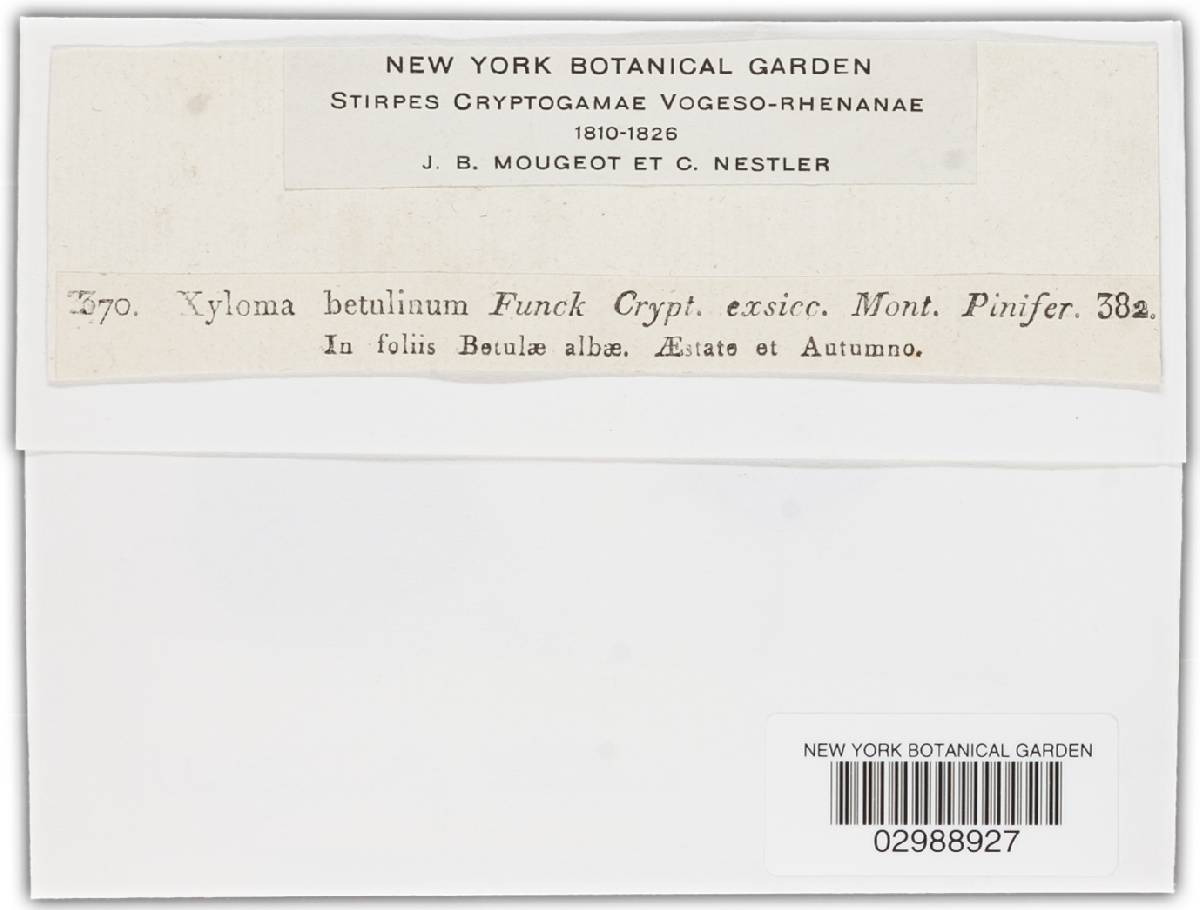 NEW YORK BOTANICAL GARDEN
STIRPES CRYPTOGAMAE VOGESO-RHENANAE
1810-1826
J. B. MOUGEOT ET C. NESTLER
370. Xyloma betulinum Funck Crypt. exsicc. Mont. Pinifer. 382.
In foliis Betulæ albæ. Æstate et Autumno.
NEW YORK BOTANICAL GARDEN
02988927